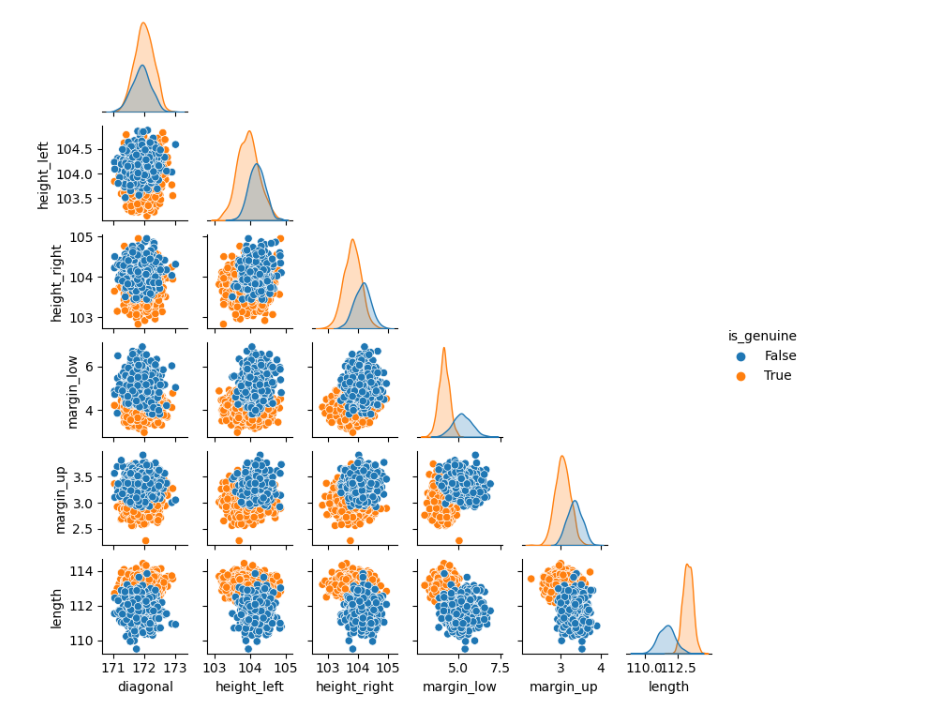 height_left
104.5
104.0
103.5
height_right
105
104
103
margin_low
6
4
is_genuine
False
True
margin_up
3.5
3.0
2.5
length
114
112
110
171 172 173 103 104 105 103 104 105 5.0 7.5 3 4 110.0 112.5
diagonal height_left height_right margin_low margin_up length